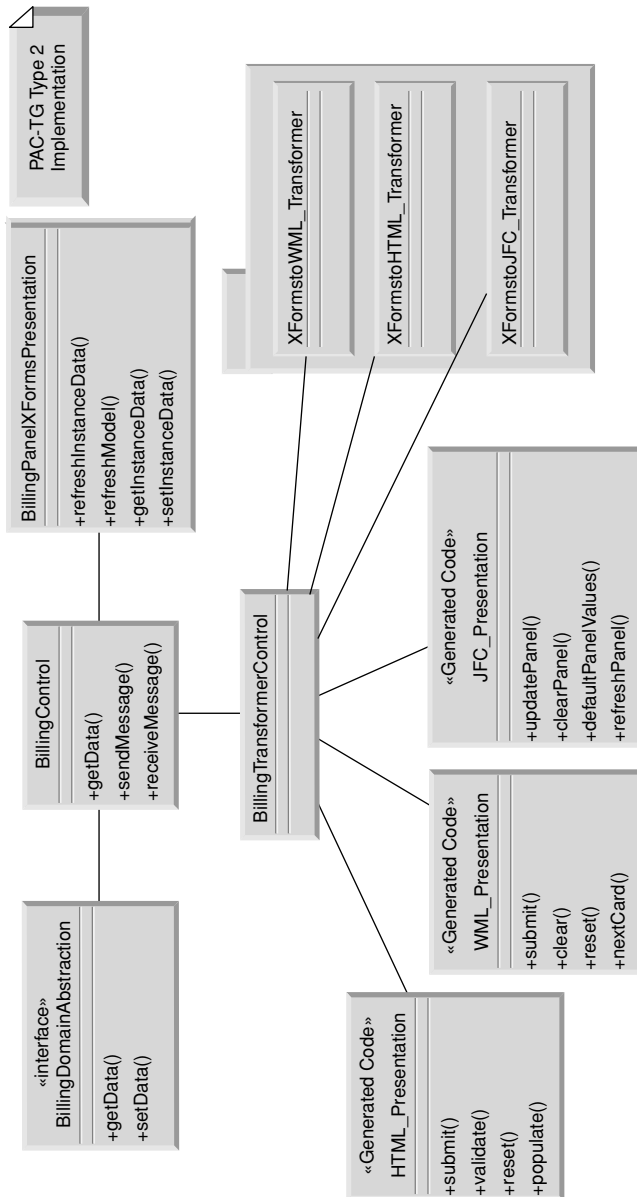 PAC-TG Type 2
Implementation
«interface»
BillingDomainAbstraction
+getData()
+setData()
BillingControl
+getData()
+sendMessage()
+receiveMessage()
BillingPanelXFormsPresentation
+refreshInstanceData()
+refreshModel()
+getInstanceData()
+setInstanceData()
BillingTransformerControl
XFormstoWML_Transformer
XFormstoHTML_Transformer
XFormstoJFC_Transformer
«Generated Code»
HTML_Presentation
+submit()
+validate()
+reset()
+populate()
«Generated Code»
WML_Presentation
+submit()
+clear()
+reset()
+nextCard()
«Generated Code»
JFC_Presentation
+updatePanel()
+clearPanel()
+defaultPanelValues()
+refreshPanel()